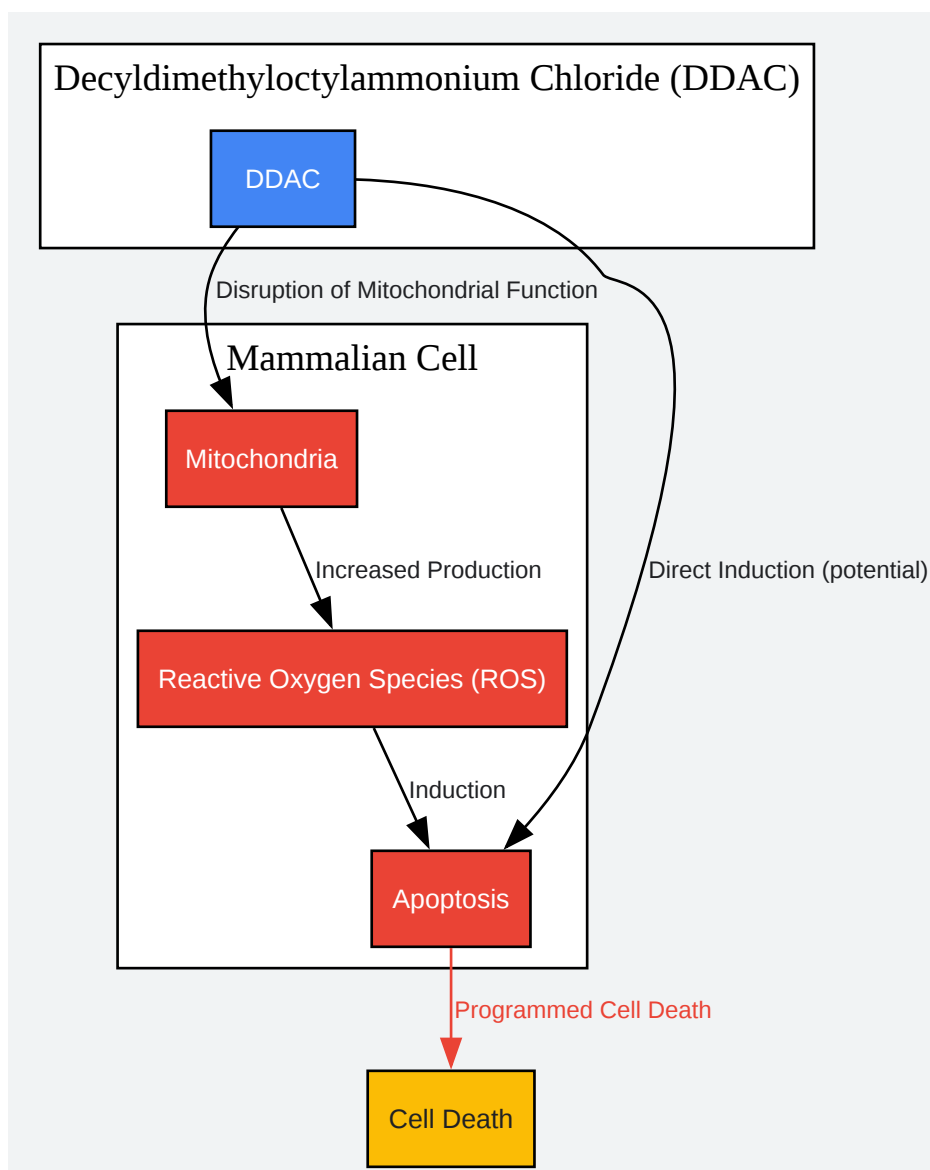 Decyldimethyloctylammonium Chloride (DDAC)
DDAC
Disruption of Mitochondrial Function
Mammalian Cell
Mitochondria
Increased Production
Direct Induction (potential)
Reactive Oxygen Species (ROS)
Induction
Apoptosis
Programmed Cell Death
Cell Death